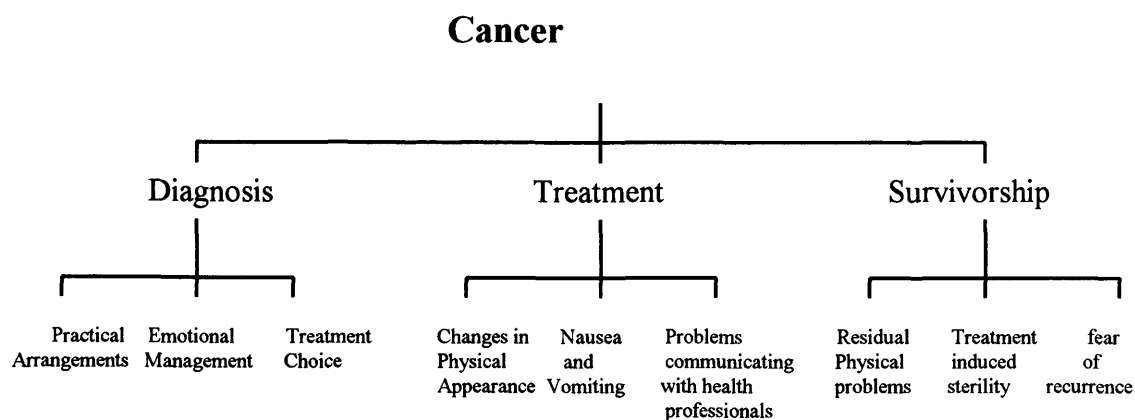 Cancer
Diagnosis
Treatment
Survivorship
Practical
Arrangements
Emotional
Management
Treatment
Choice
Changes in
Physical
Appearance
Nausea
and
Vomiting
Problems
communicating
with health
professionals
Residual
Physical
problems
Treatment
induced
sterility
fear
of
recurrence